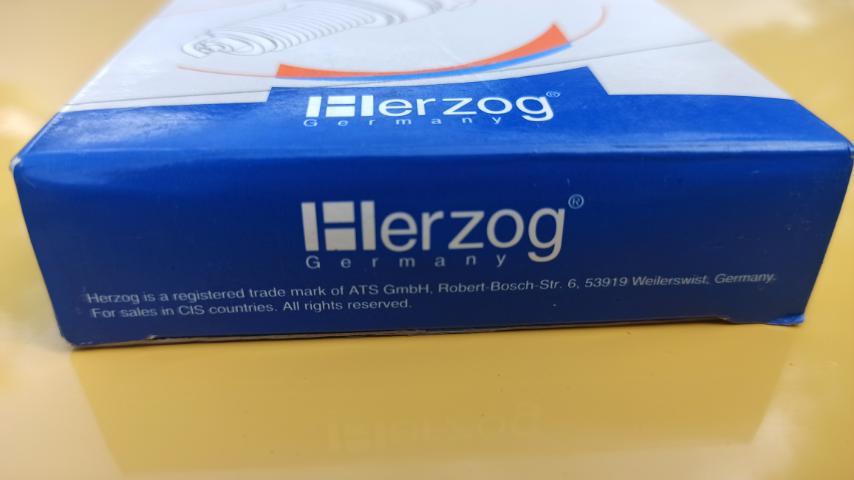 Herzog®
Germany
Herzog®
Germany
Herzog is a registered trade mark of ATS GmbH, Robert-Bosch-Str. 6, 53919 Weilerswist, Germany.
For sales in CIS countries. All rights reserved.